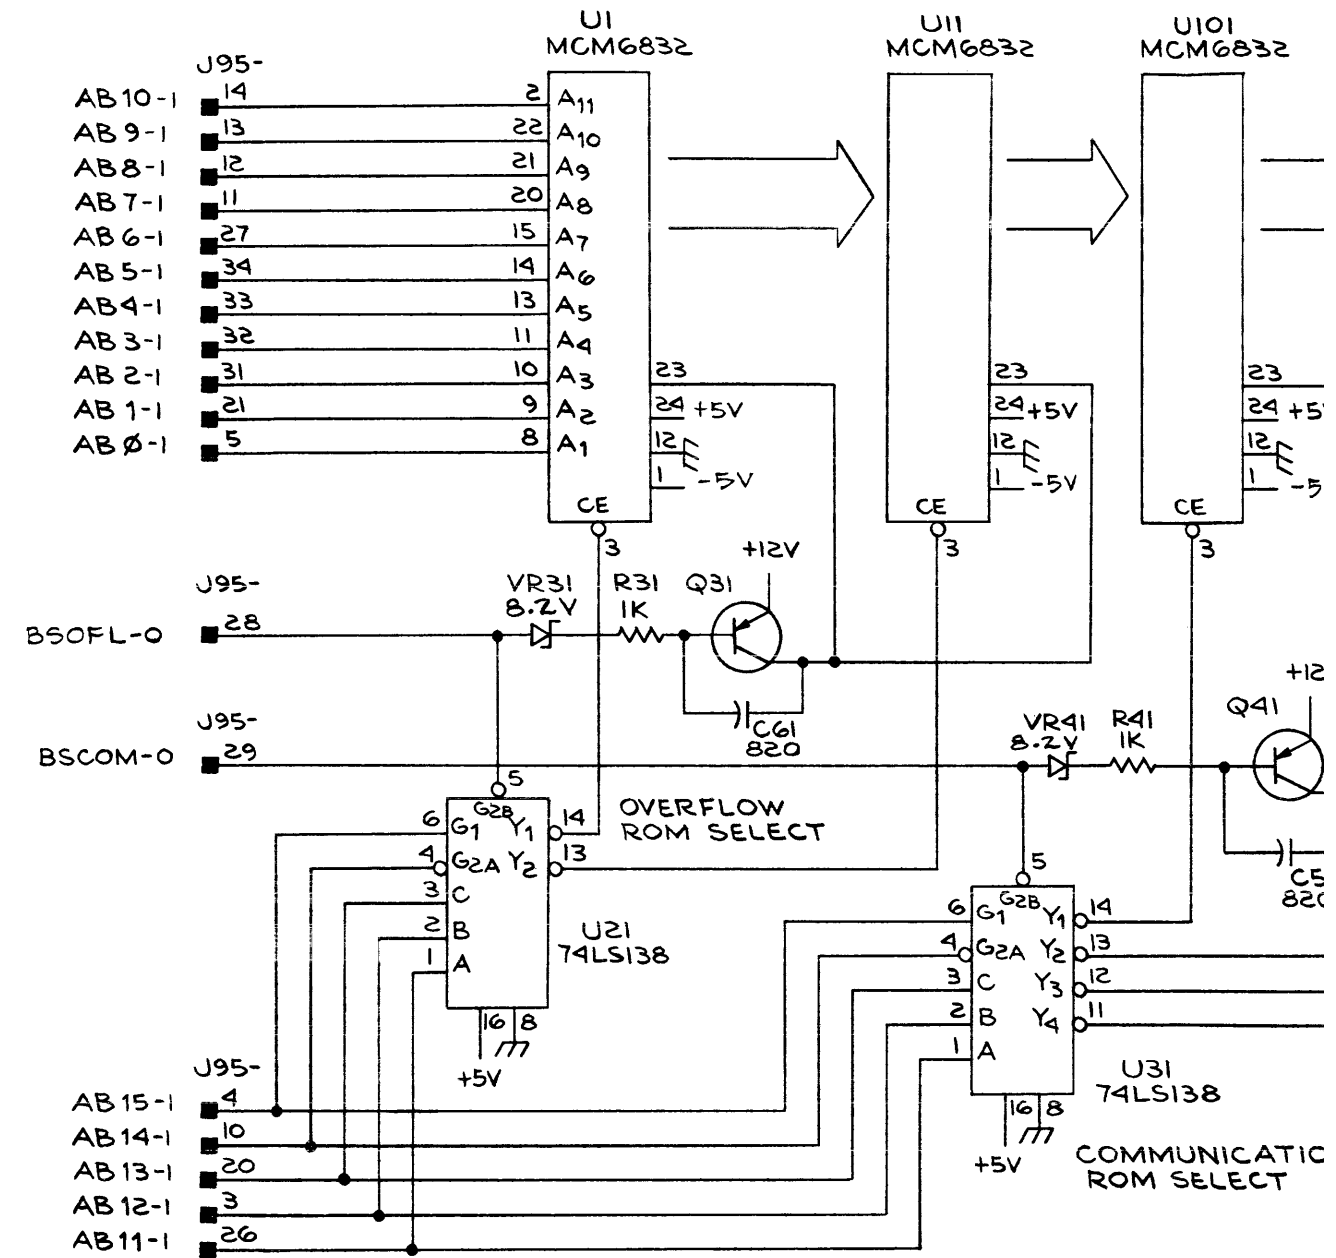 U1
MCM6832
U11
MCM6832
U101
MCM6832
J95-
AB10-1 14 2 A11
AB9-1 13 22 A10
AB8-1 12 21 A9
AB7-1 11 20 A8
AB6-1 27 15 A7
AB5-1 34 14 A6
AB4-1 33 13 A5
AB3-1 32 11 A4
AB2-1 31 10 A3 23 23 23
AB1-1 21 9 A2 24 +5V 24 +5V 24 +5V
ABØ-1 5 8 A1 12 12 12
1 -5V 1 -5V 1 -5
CE CE CE
3 3 3
J95-
BSOFL-0 28
VR31
8.2V
R31
1K
Q31
+12V
C61
820
J95-
BSCOM-0 29
VR41
8.2V
R41
1K
Q41
+12
C5
820
5
6 G1 G2B Y1 14
4 G2A Y2 13
3 C
2 B
1 A
16 8
+5V
OVERFLOW
ROM SELECT
U21
74LS138
5
6 G1 G2B Y1 14
4 G2A Y2 13
3 C Y3 12
2 B Y4 11
1 A
16 8
+5V
U31
74LS138
COMMUNICATIO
ROM SELECT
J95-
AB15-1 4
AB14-1 10
AB13-1 20
AB12-1 3
AB11-1 26